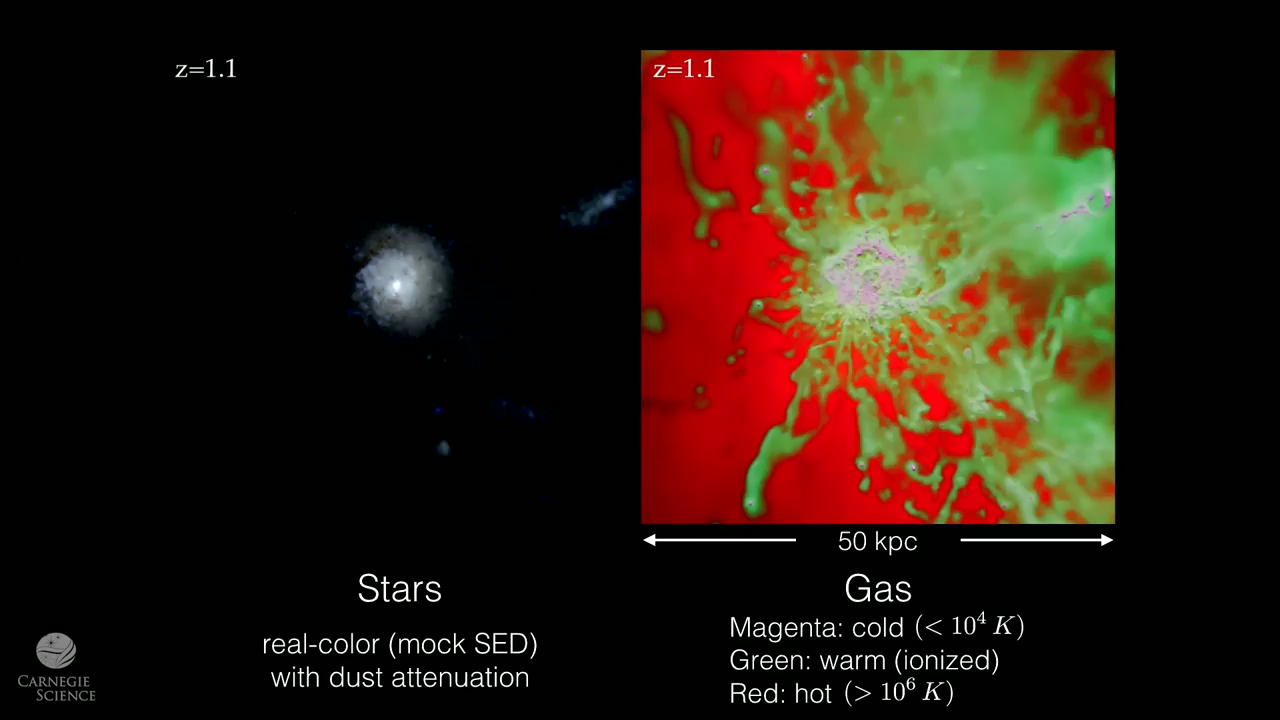 z=1.1
z=1.1
50 kpc
Stars
real-color (mock SED)
with dust attenuation
Gas
Magenta: cold (< 10⁴ K)
Green: warm (ionized)
Red: hot (> 10⁶ K)
CARNEGIE
SCIENCE